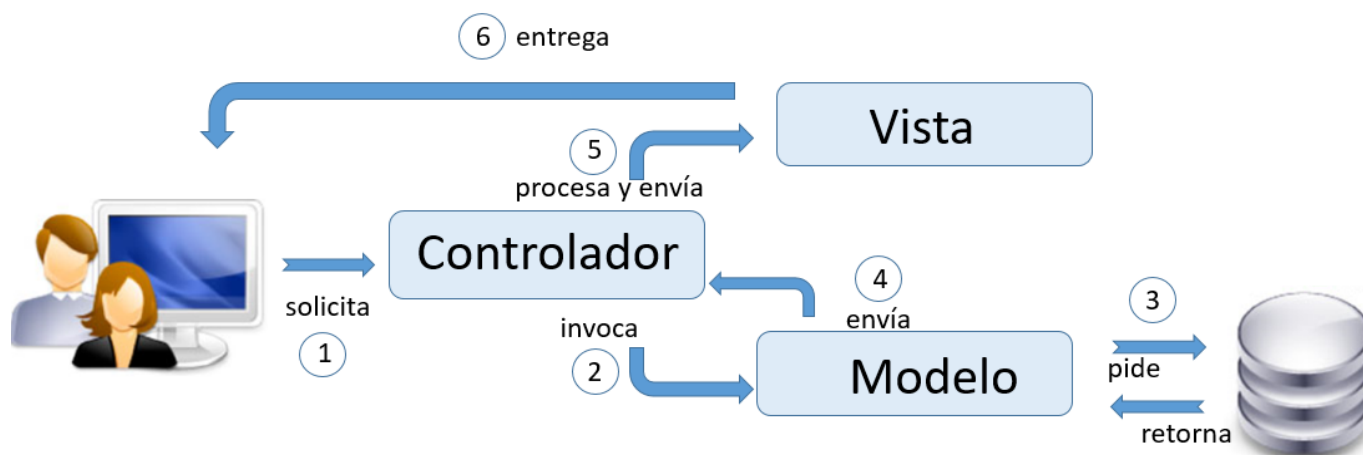 6 entrega
Vista
5
procesa y envía
Controlador
solicita
1
invoca
2
4
envía
Modelo
3
pide
retorna